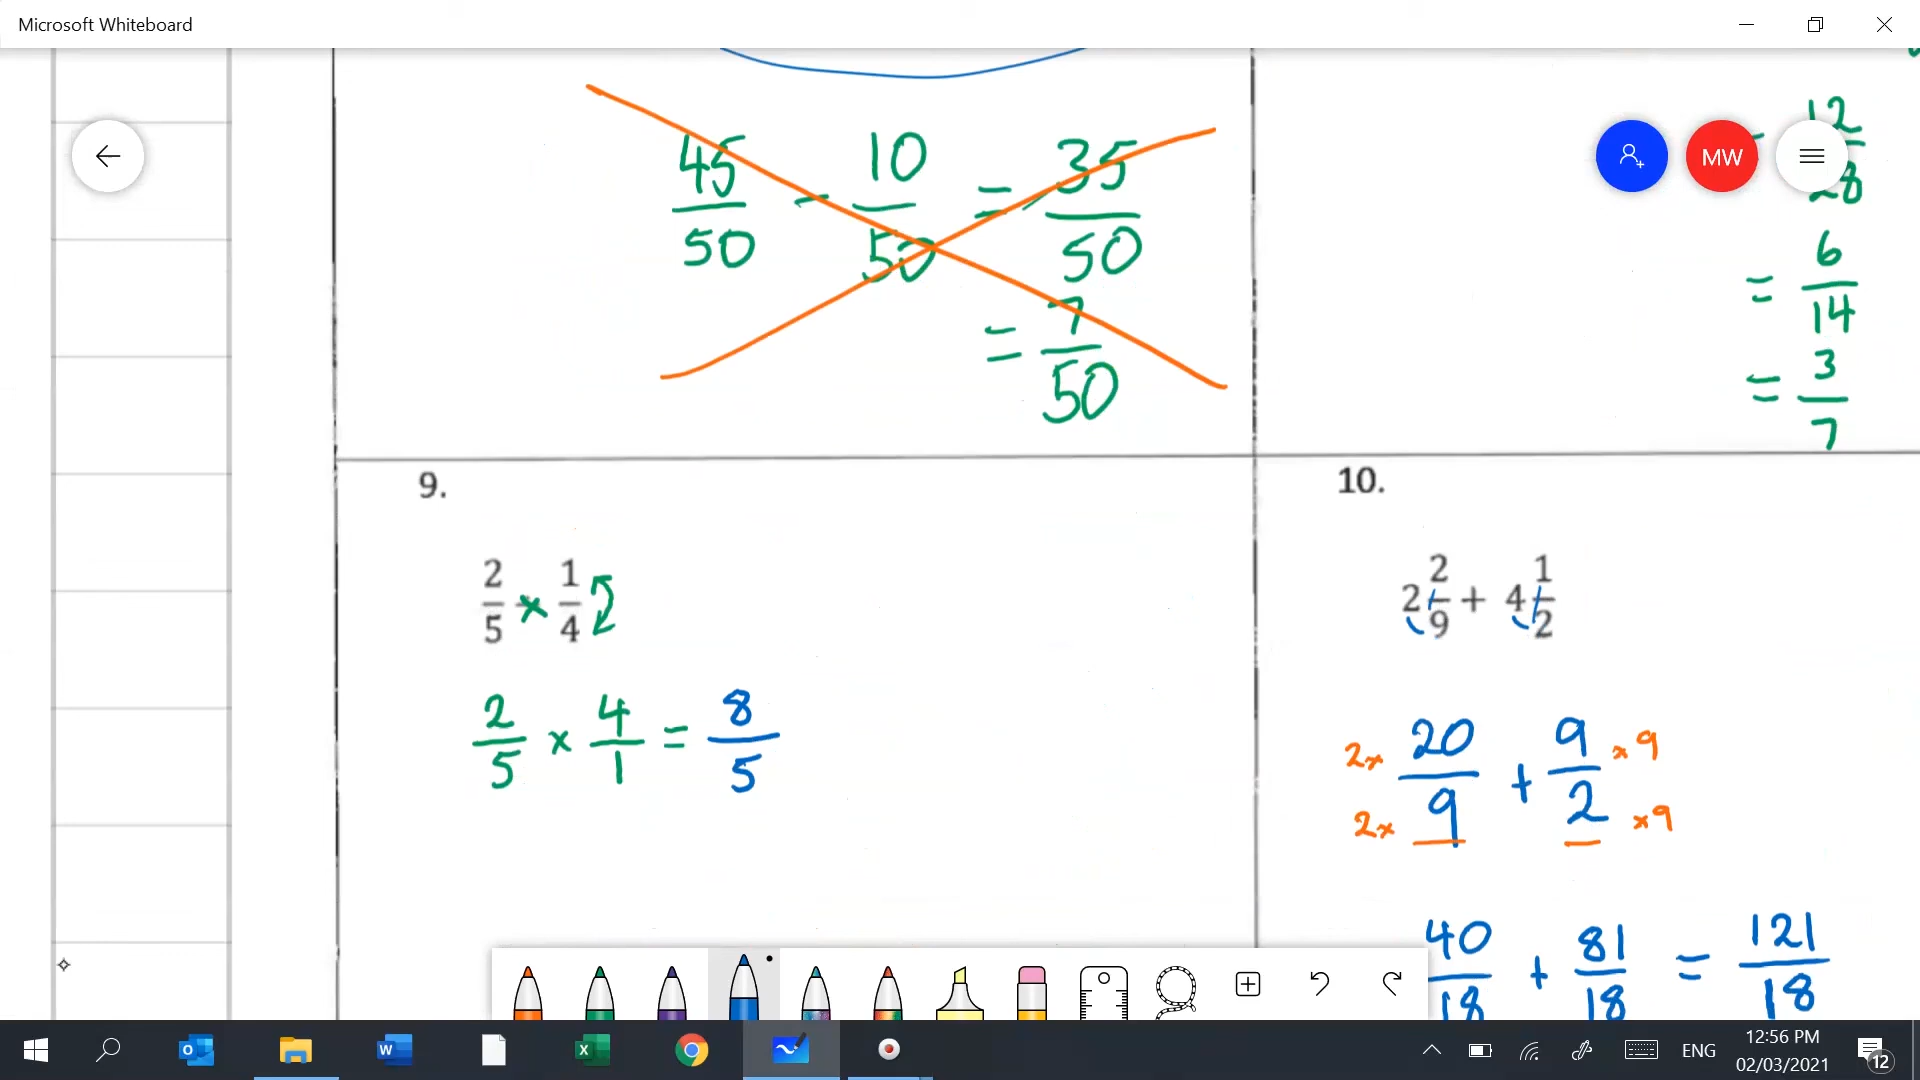 Microsoft Whiteboard
45/50 - 10/50 = 35/50
= 7/50
12/28
= 6/14
= 3/7
MW
9.
2/5 × 1/4
2/5 × 4/1 = 8/5
10.
2 2/9 + 4 1/2
2× 20/9 + 9/2 ×9
2× ×9
40/18 + 81/18 = 121/18
ENG
12:56 PM
02/03/2021
12